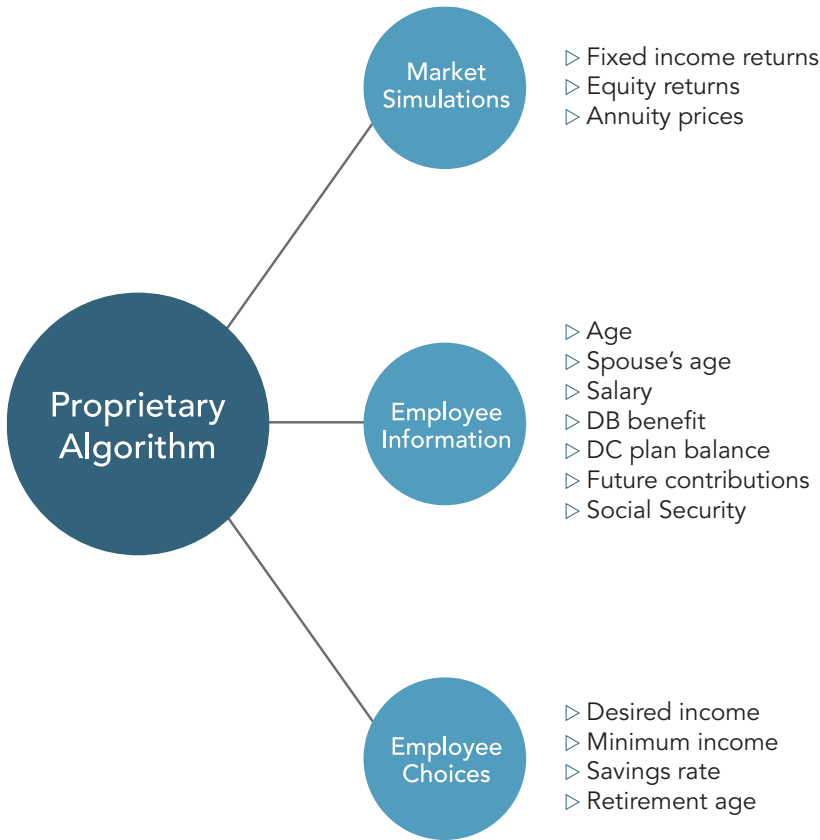 Market
Simulations
▷ Fixed income returns
▷ Equity returns
▷ Annuity prices
Proprietary
Algorithm
Employee
Information
▷ Age
▷ Spouse’s age
▷ Salary
▷ DB benefit
▷ DC plan balance
▷ Future contributions
▷ Social Security
Employee
Choices
▷ Desired income
▷ Minimum income
▷ Savings rate
▷ Retirement age